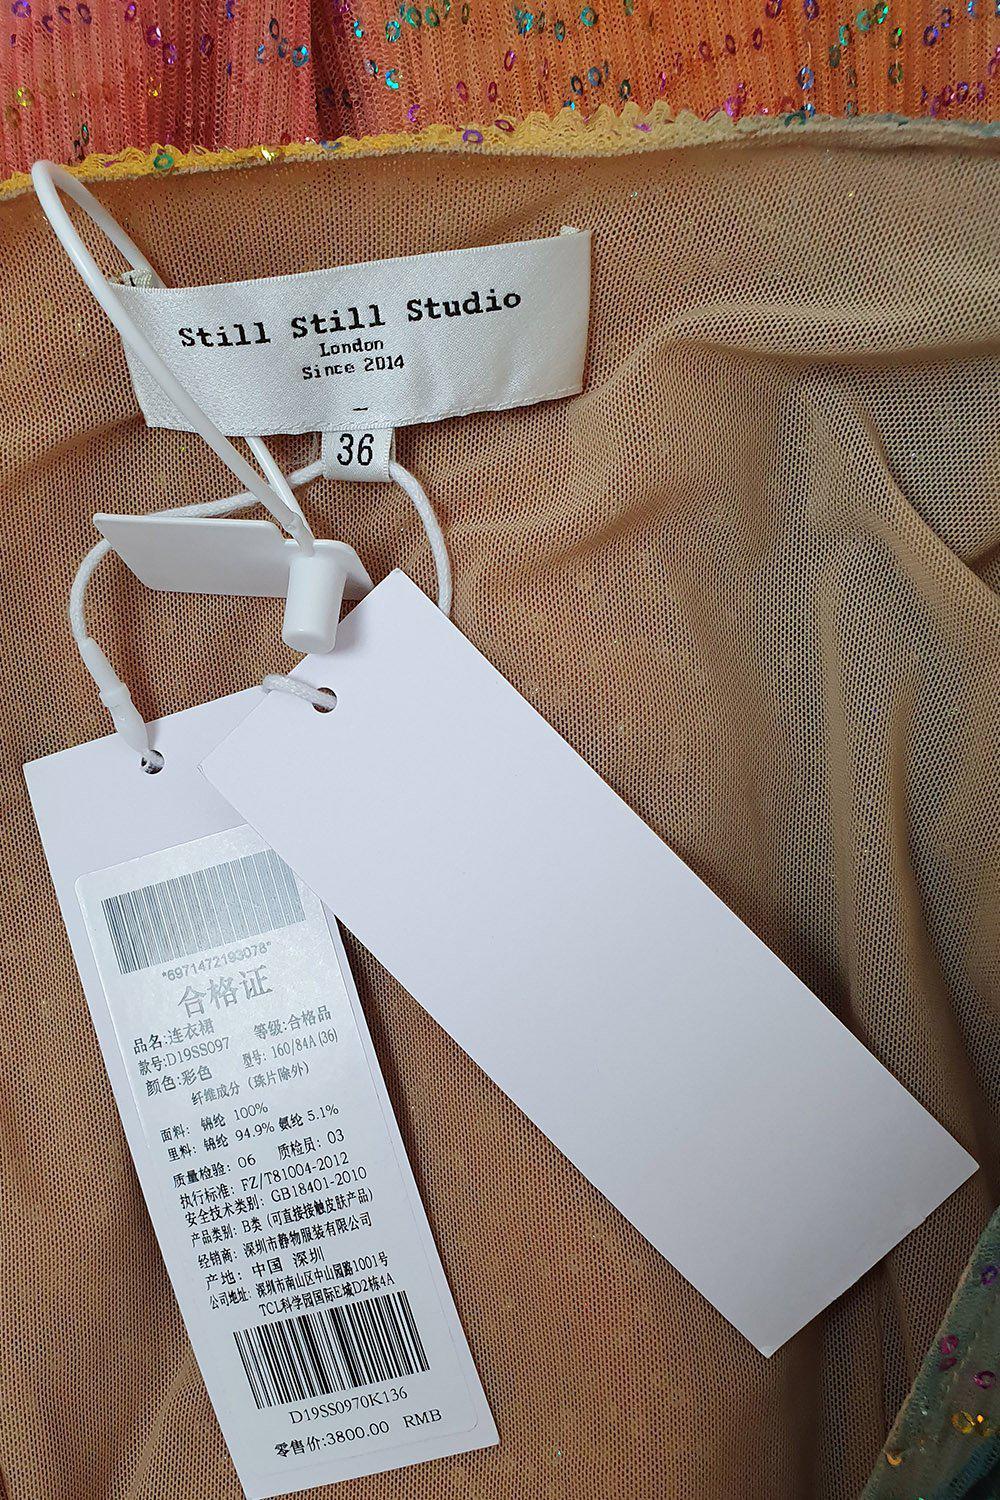 Still Still Studio
London
Since 2014
36
*6971472193078*
合格证
品名:连衣裙 等级:合格品
款号:D19SS097 型号: 160/84A (36)
颜色:彩色
纤维成分（珠片除外）
面料: 锦纶 100%
里料: 锦纶 94.9% 氨纶 5.1%
质量检验: 06 质检员: 03
执行标准: FZ/T81004-2012
安全技术类别: GB18401-2010
产品类别: B类 (可直接接触皮肤产品)
经销商: 深圳市静物服装有限公司
产地: 中国 深圳
公司地址: 深圳市南山区中山园路1001号
TCL科学园国际E城D2栋4A
D19SS0970K136
零售价:3800.00 RMB